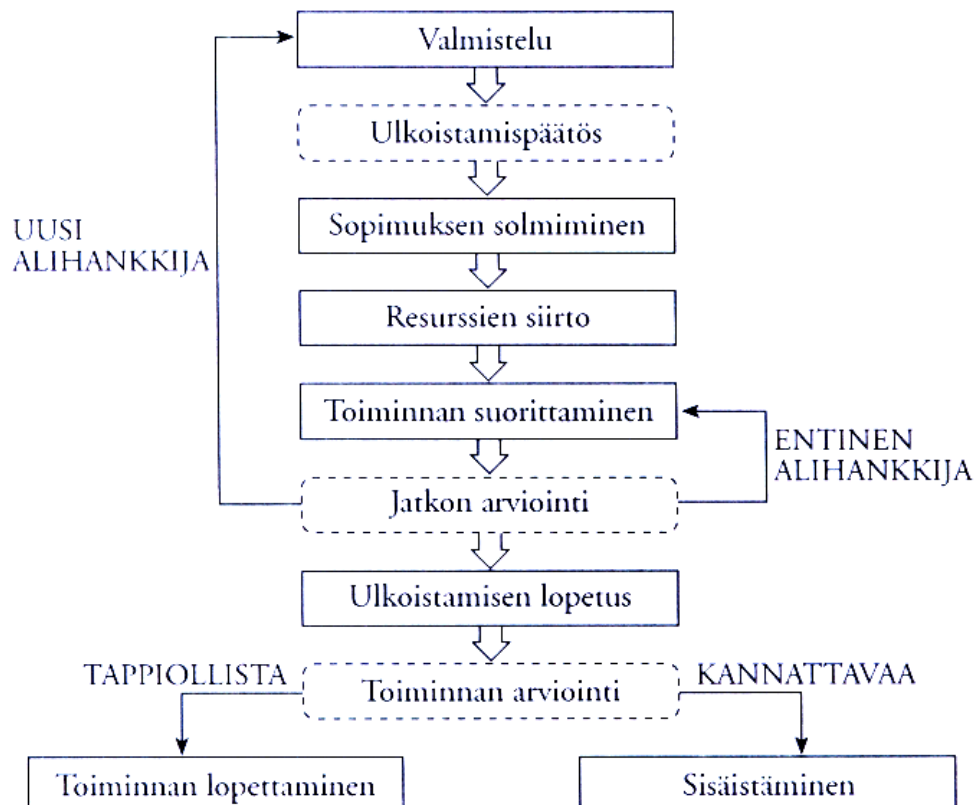 Valmistelu
Ulkoistamispäätös
Sopimuksen solmiminen
UUSI
ALIHANKKIJA
Resurssien siirto
Toiminnan suorittaminen
ENTINEN
ALIHANKKIJA
Jatkon arviointi
Ulkoistamisen lopetus
TAPPIOLLISTA
Toiminnan arviointi
KANNATTAVAA
Toiminnan lopettaminen
Sisäistäminen